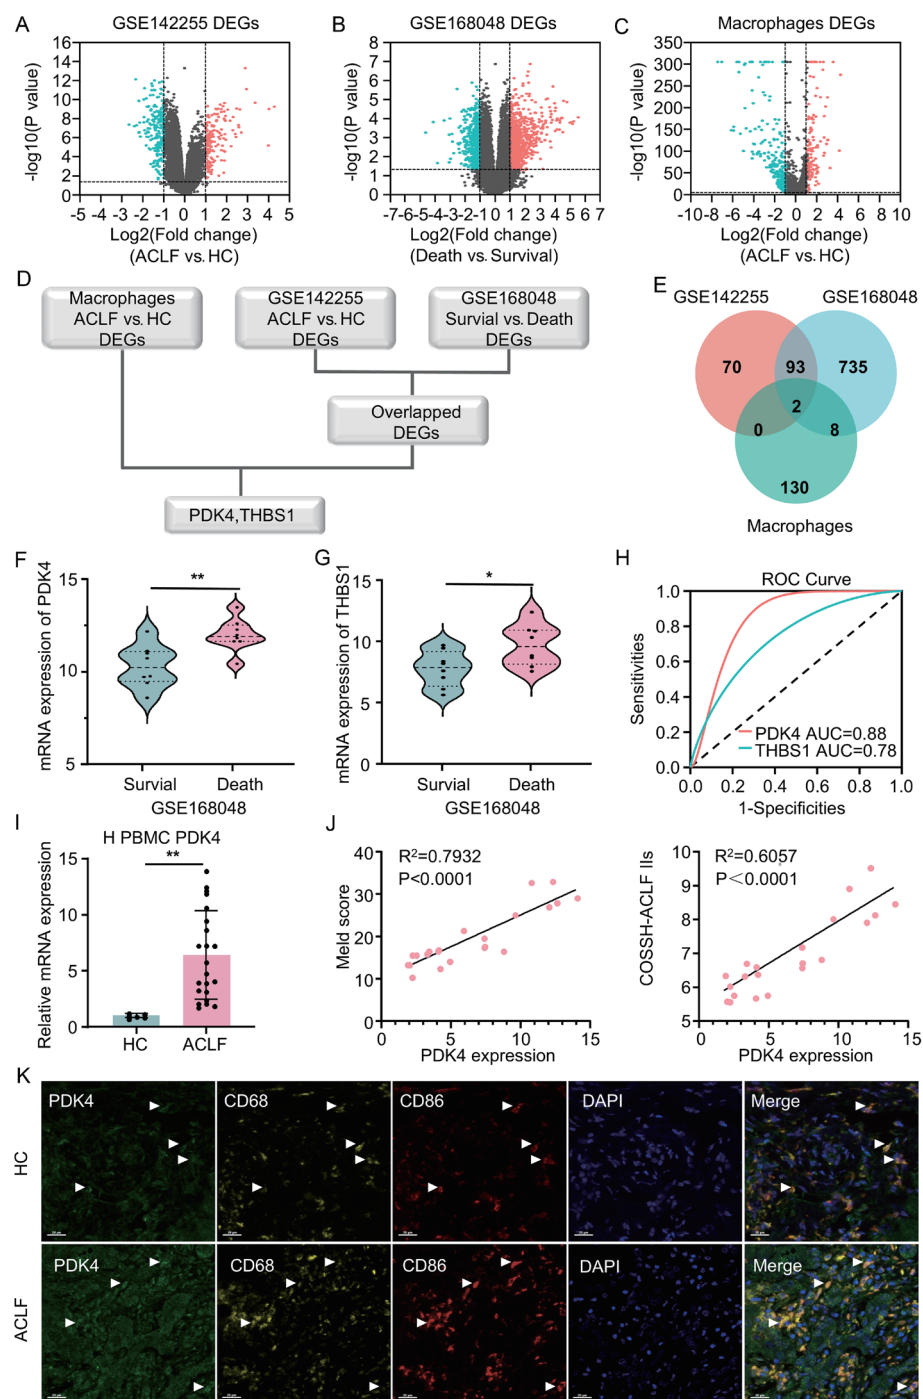 A
GSE142255 DEGs
-log10(P value)
16
14
12
10
8
6
4
2
0
-5 -4 -3 -2 -1 0 1 2 3 4 5
Log2(Fold change)
(ACLF vs. HC)
B
GSE168048 DEGs
-log10(P value)
8
7
6
5
4
3
2
1
0
-7-6-5-4-3-2-1 0 1 2 3 4 5 6 7
Log2(Fold change)
(Death vs. Survival)
C
Macrophages DEGs
-log10(P value)
350
300
250
200
150
100
50
0
-10-8 -6 -4 -2 0 2 4 6 8 10
Log2(Fold change)
(ACLF vs.HC)
D
Macrophages
ACLF vs. HC
DEGs
GSE142255
ACLF vs. HC
DEGs
GSE168048
Survial vs. Death
DEGs
Overlapped
DEGs
PDK4,THBS1
E
GSE142255
GSE168048
70
93
735
2
0
8
130
Macrophages
F
mRNA expression of PDK4
15
10
5
**
Survial Death
GSE168048
G
mRNA expression of THBS1
15
10
5
0
*
Survial Death
GSE168048
H
ROC Curve
Sensitivities
1.0
0.8
0.6
0.4
0.2
0.0
PDK4 AUC=0.88
THBS1 AUC=0.78
0.0 0.2 0.4 0.6 0.8 1.0
1-Specificities
I
H PBMC PDK4
Relative mRNA expression
15
10
5
0
**
HC ACLF
J
R²=0.7932
P<0.0001
Meld score
40
30
20
10
0
0 5 10 15
PDK4 expression
R²=0.6057
P<0.0001
COSSH-ACLF IIs
10
9
8
7
6
5
0 5 10 15
PDK4 expression
K
HC
PDK4
CD68
CD86
DAPI
Merge
ACLF
PDK4
CD68
CD86
DAPI
Merge